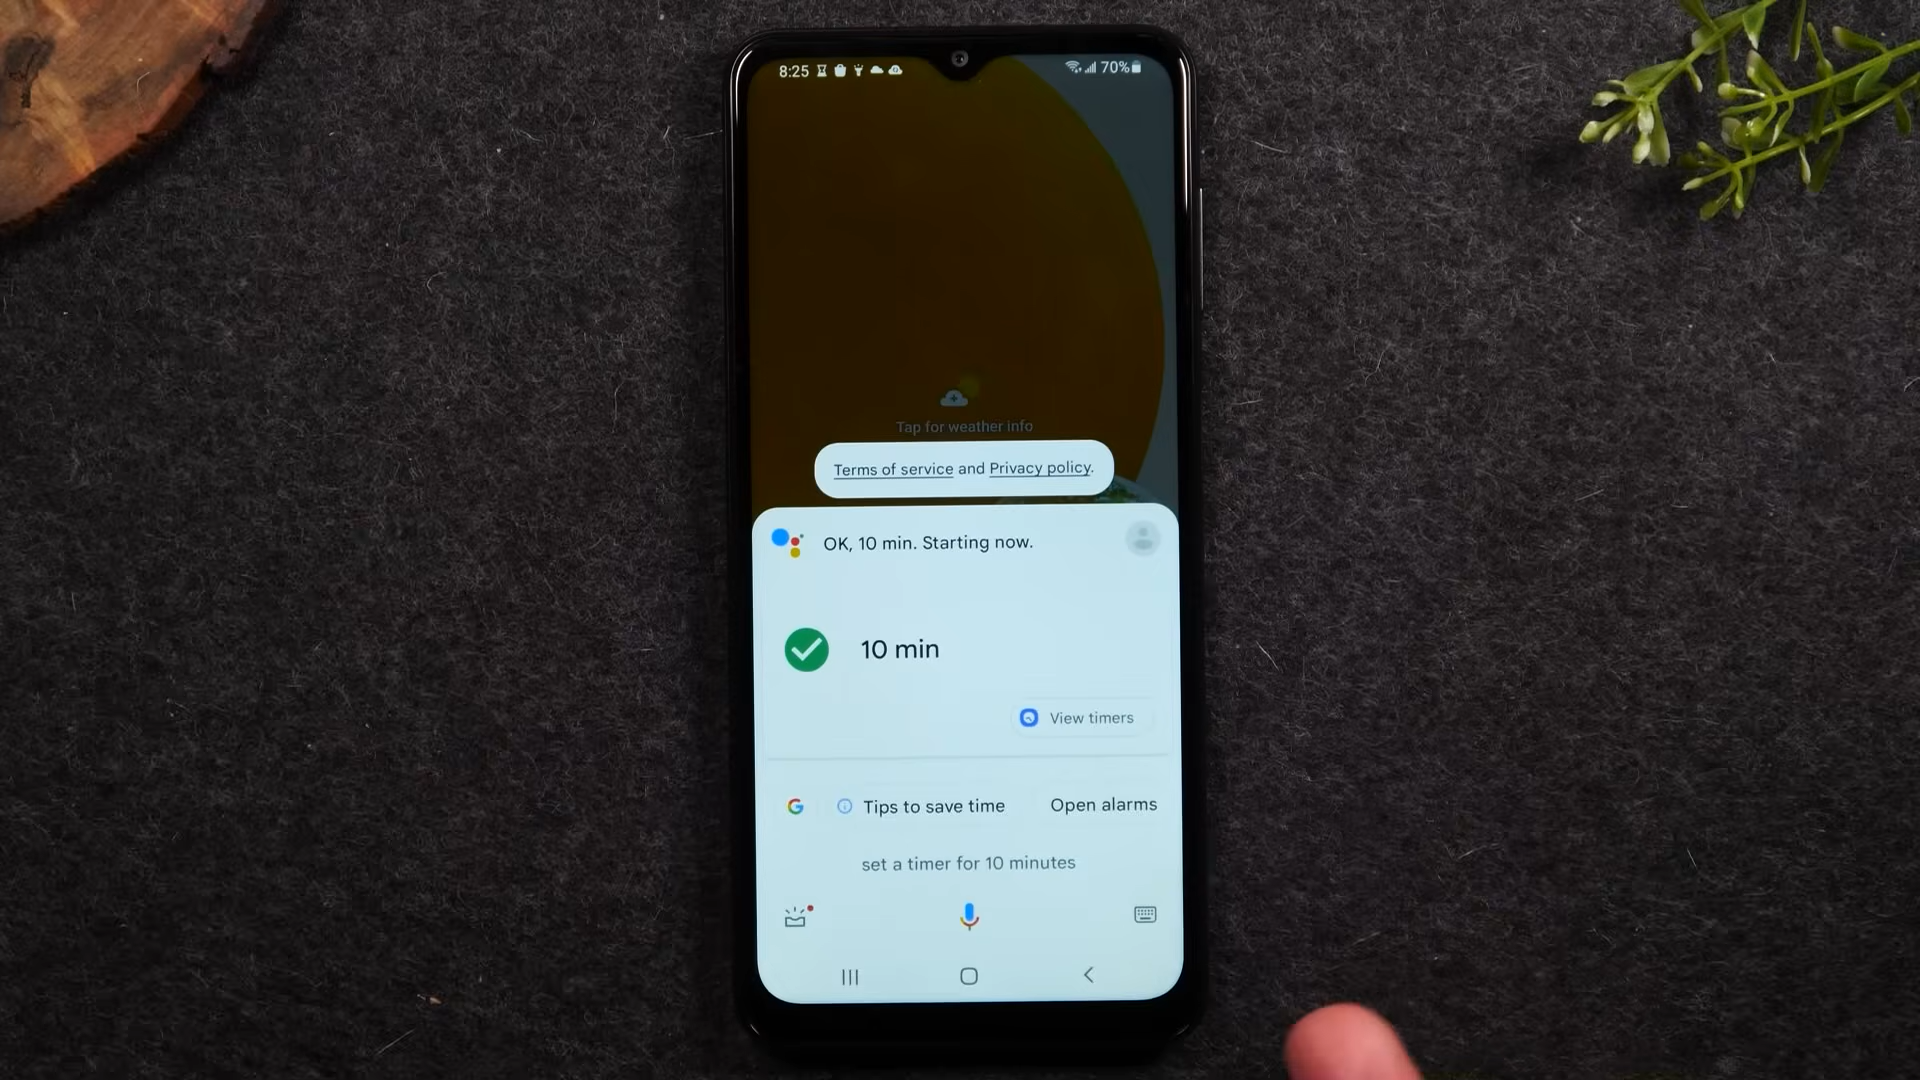 8:25
70%
Tap for weather info
Terms of service and Privacy policy.
OK, 10 min. Starting now.
10 min
View timers
G Tips to save time Open alarms
set a timer for 10 minutes